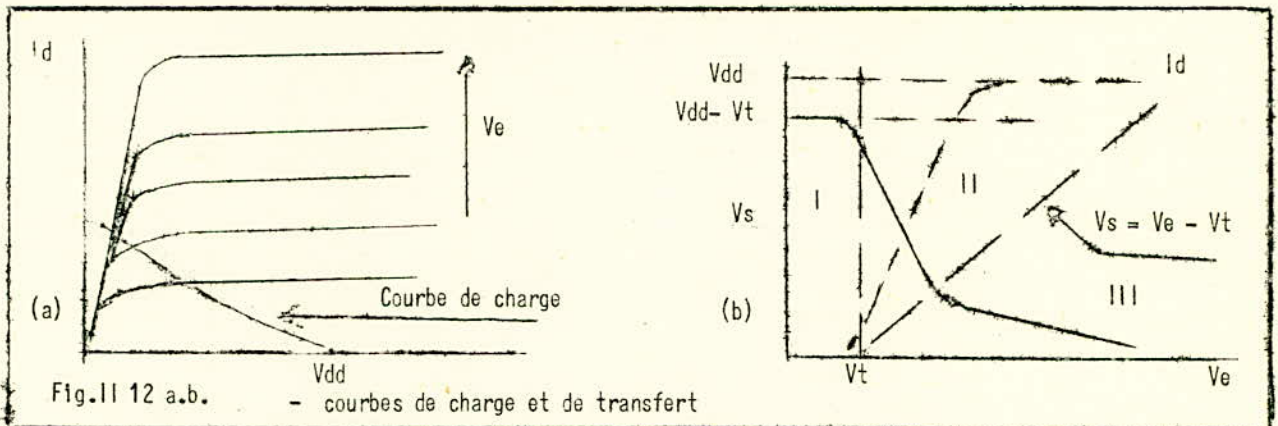 Id
Ve
Courbe de charge
(a)
Vdd
Vdd
Vdd- Vt
Vs
I
II
III
Id
Vs = Ve - Vt
(b)
Vt
Ve
Fig.II 12 a.b. - courbes de charge et de transfert